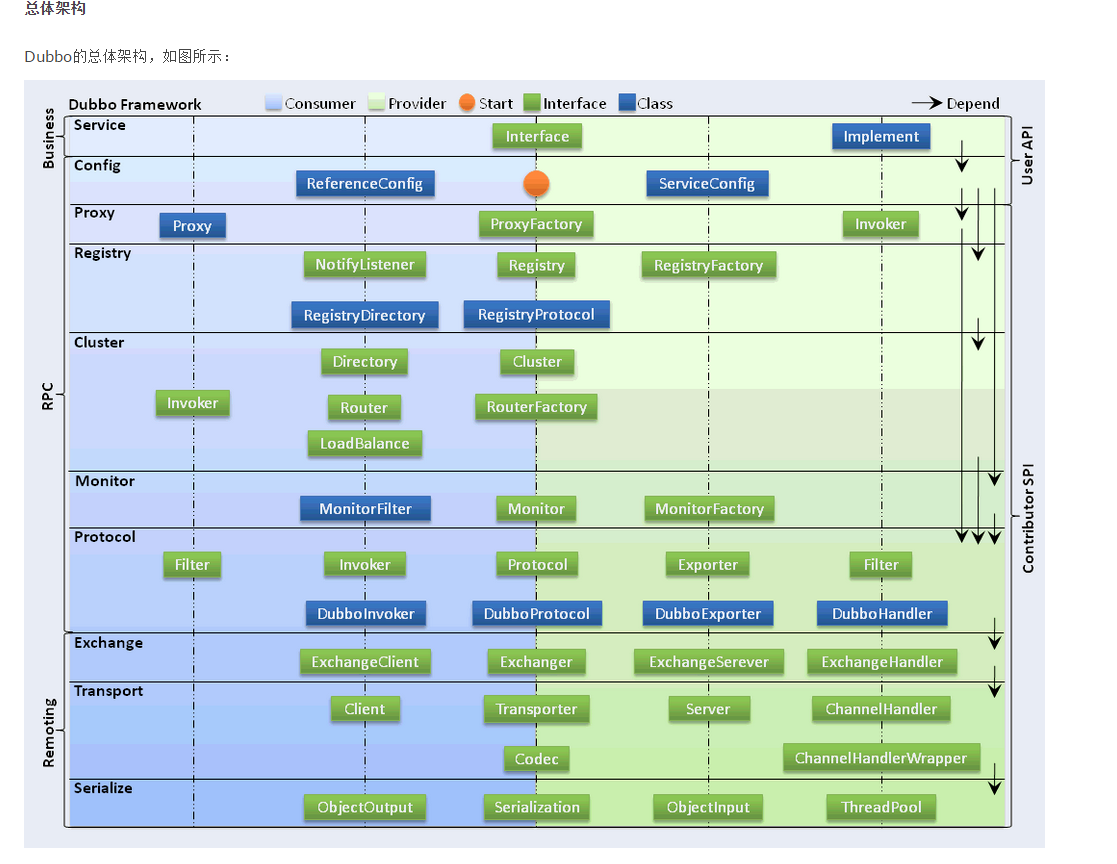 总体架构
Dubbo的总体架构，如图所示：
Dubbo Framework Consumer Provider Start Interface Class Depend
Business
Service
Interface Implement
User API
Config
ReferenceConfig ServiceConfig
Proxy
Proxy ProxyFactory Invoker
Registry
NotifyListener Registry RegistryFactory
RegistryDirectory RegistryProtocol
RPC
Cluster
Directory Cluster
Invoker Router RouterFactory
LoadBalance
Contributor SPI
Monitor
MonitorFilter Monitor MonitorFactory
Protocol
Filter Invoker Protocol Exporter Filter
DubboInvoker DubboProtocol DubboExporter DubboHandler
Remoting
Exchange
ExchangeClient Exchanger ExchangeSerever ExchangeHandler
Transport
Client Transporter Server ChannelHandler
Codec ChannelHandlerWrapper
Serialize
ObjectOutput Serialization ObjectInput ThreadPool